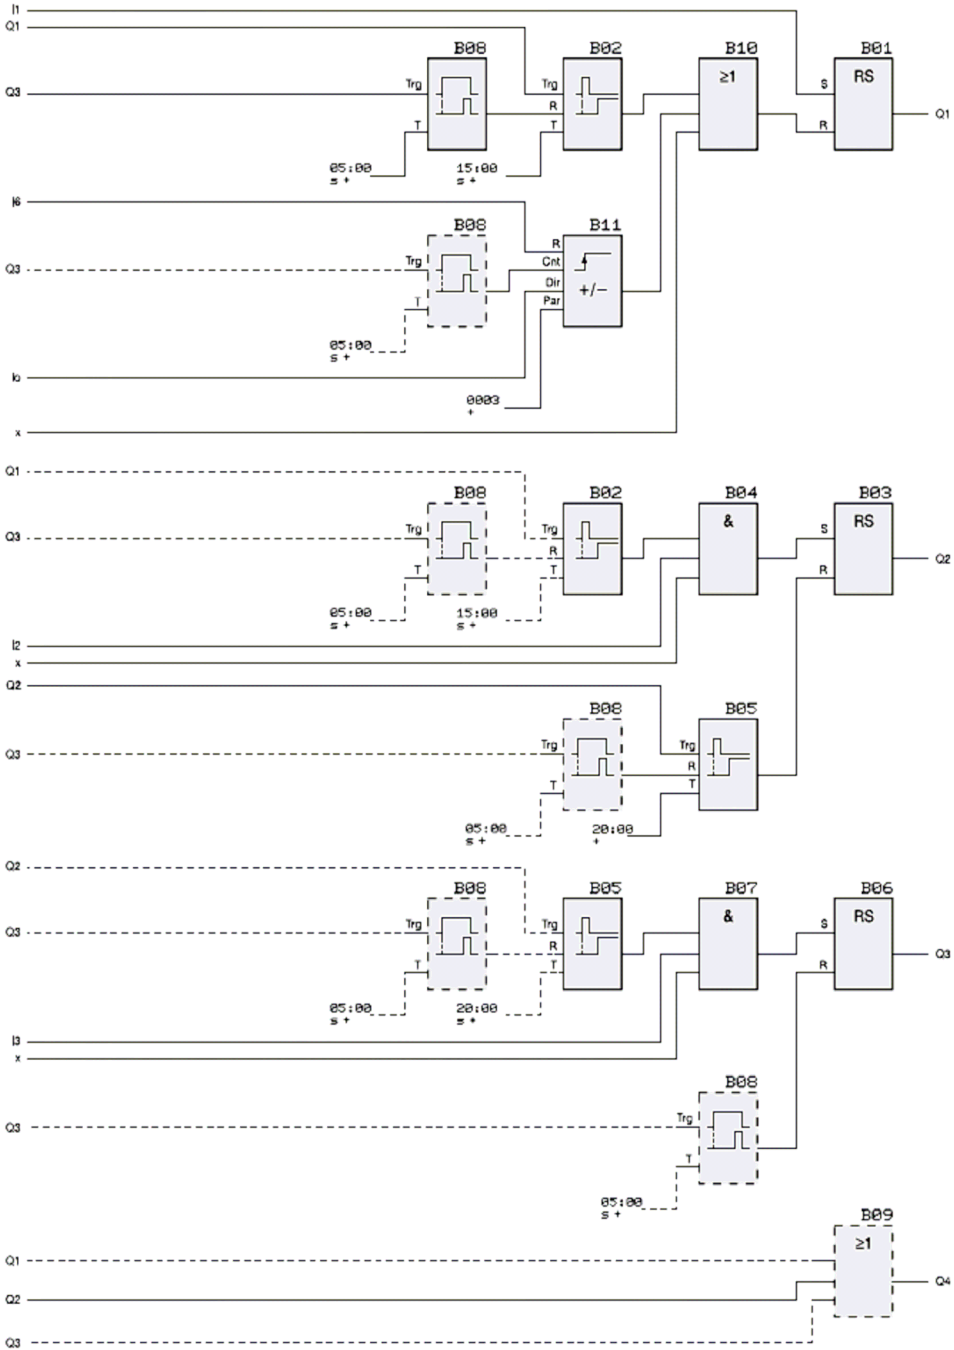 I1
Q1
B08 B02 B10 B01
≥1 RS
Q3 Trg Trg S
R Q1
T T R
05:00 15:00
s + s +
I6
B08 B11
R
Q3 Trg Cnt
Dir
+/−
T Par
05:00
s +
0003
+
x
Q1
B08 B02 B04 B03
& RS
Q3 Trg Trg S
R Q2
T T R
05:00 15:00
s + s +
I2
x
Q2
B08 B05
Q3 Trg Trg
R
T T
05:00 20:00
s + +
Q2
B08 B05 B07 B06
& RS
Q3 Trg Trg S
R Q3
T T R
05:00 20:00
s + s +
I3
x
B08
Q3 Trg
T
05:00
s +
B09
≥1
Q1
Q4
Q2
Q3